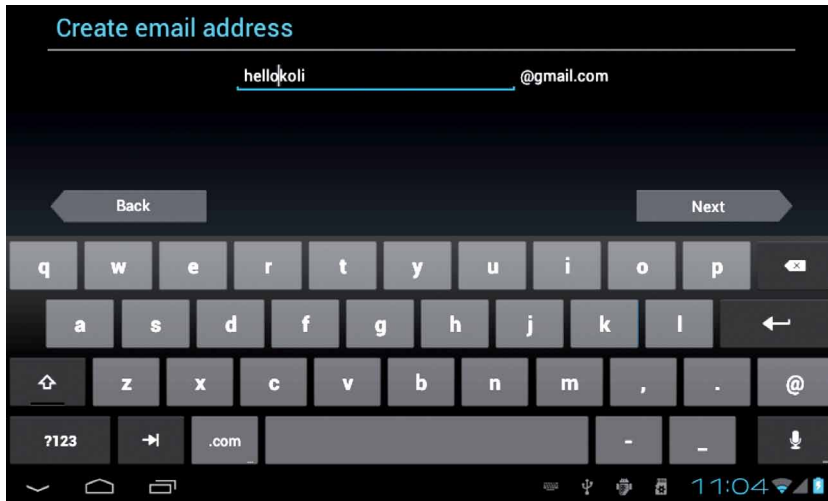 Create email address
hellokoli @gmail.com
Back Next
q w e r t y u i o p
a s d f g h j k l
z x c v b n m , . @
?123 .com - _
11:04